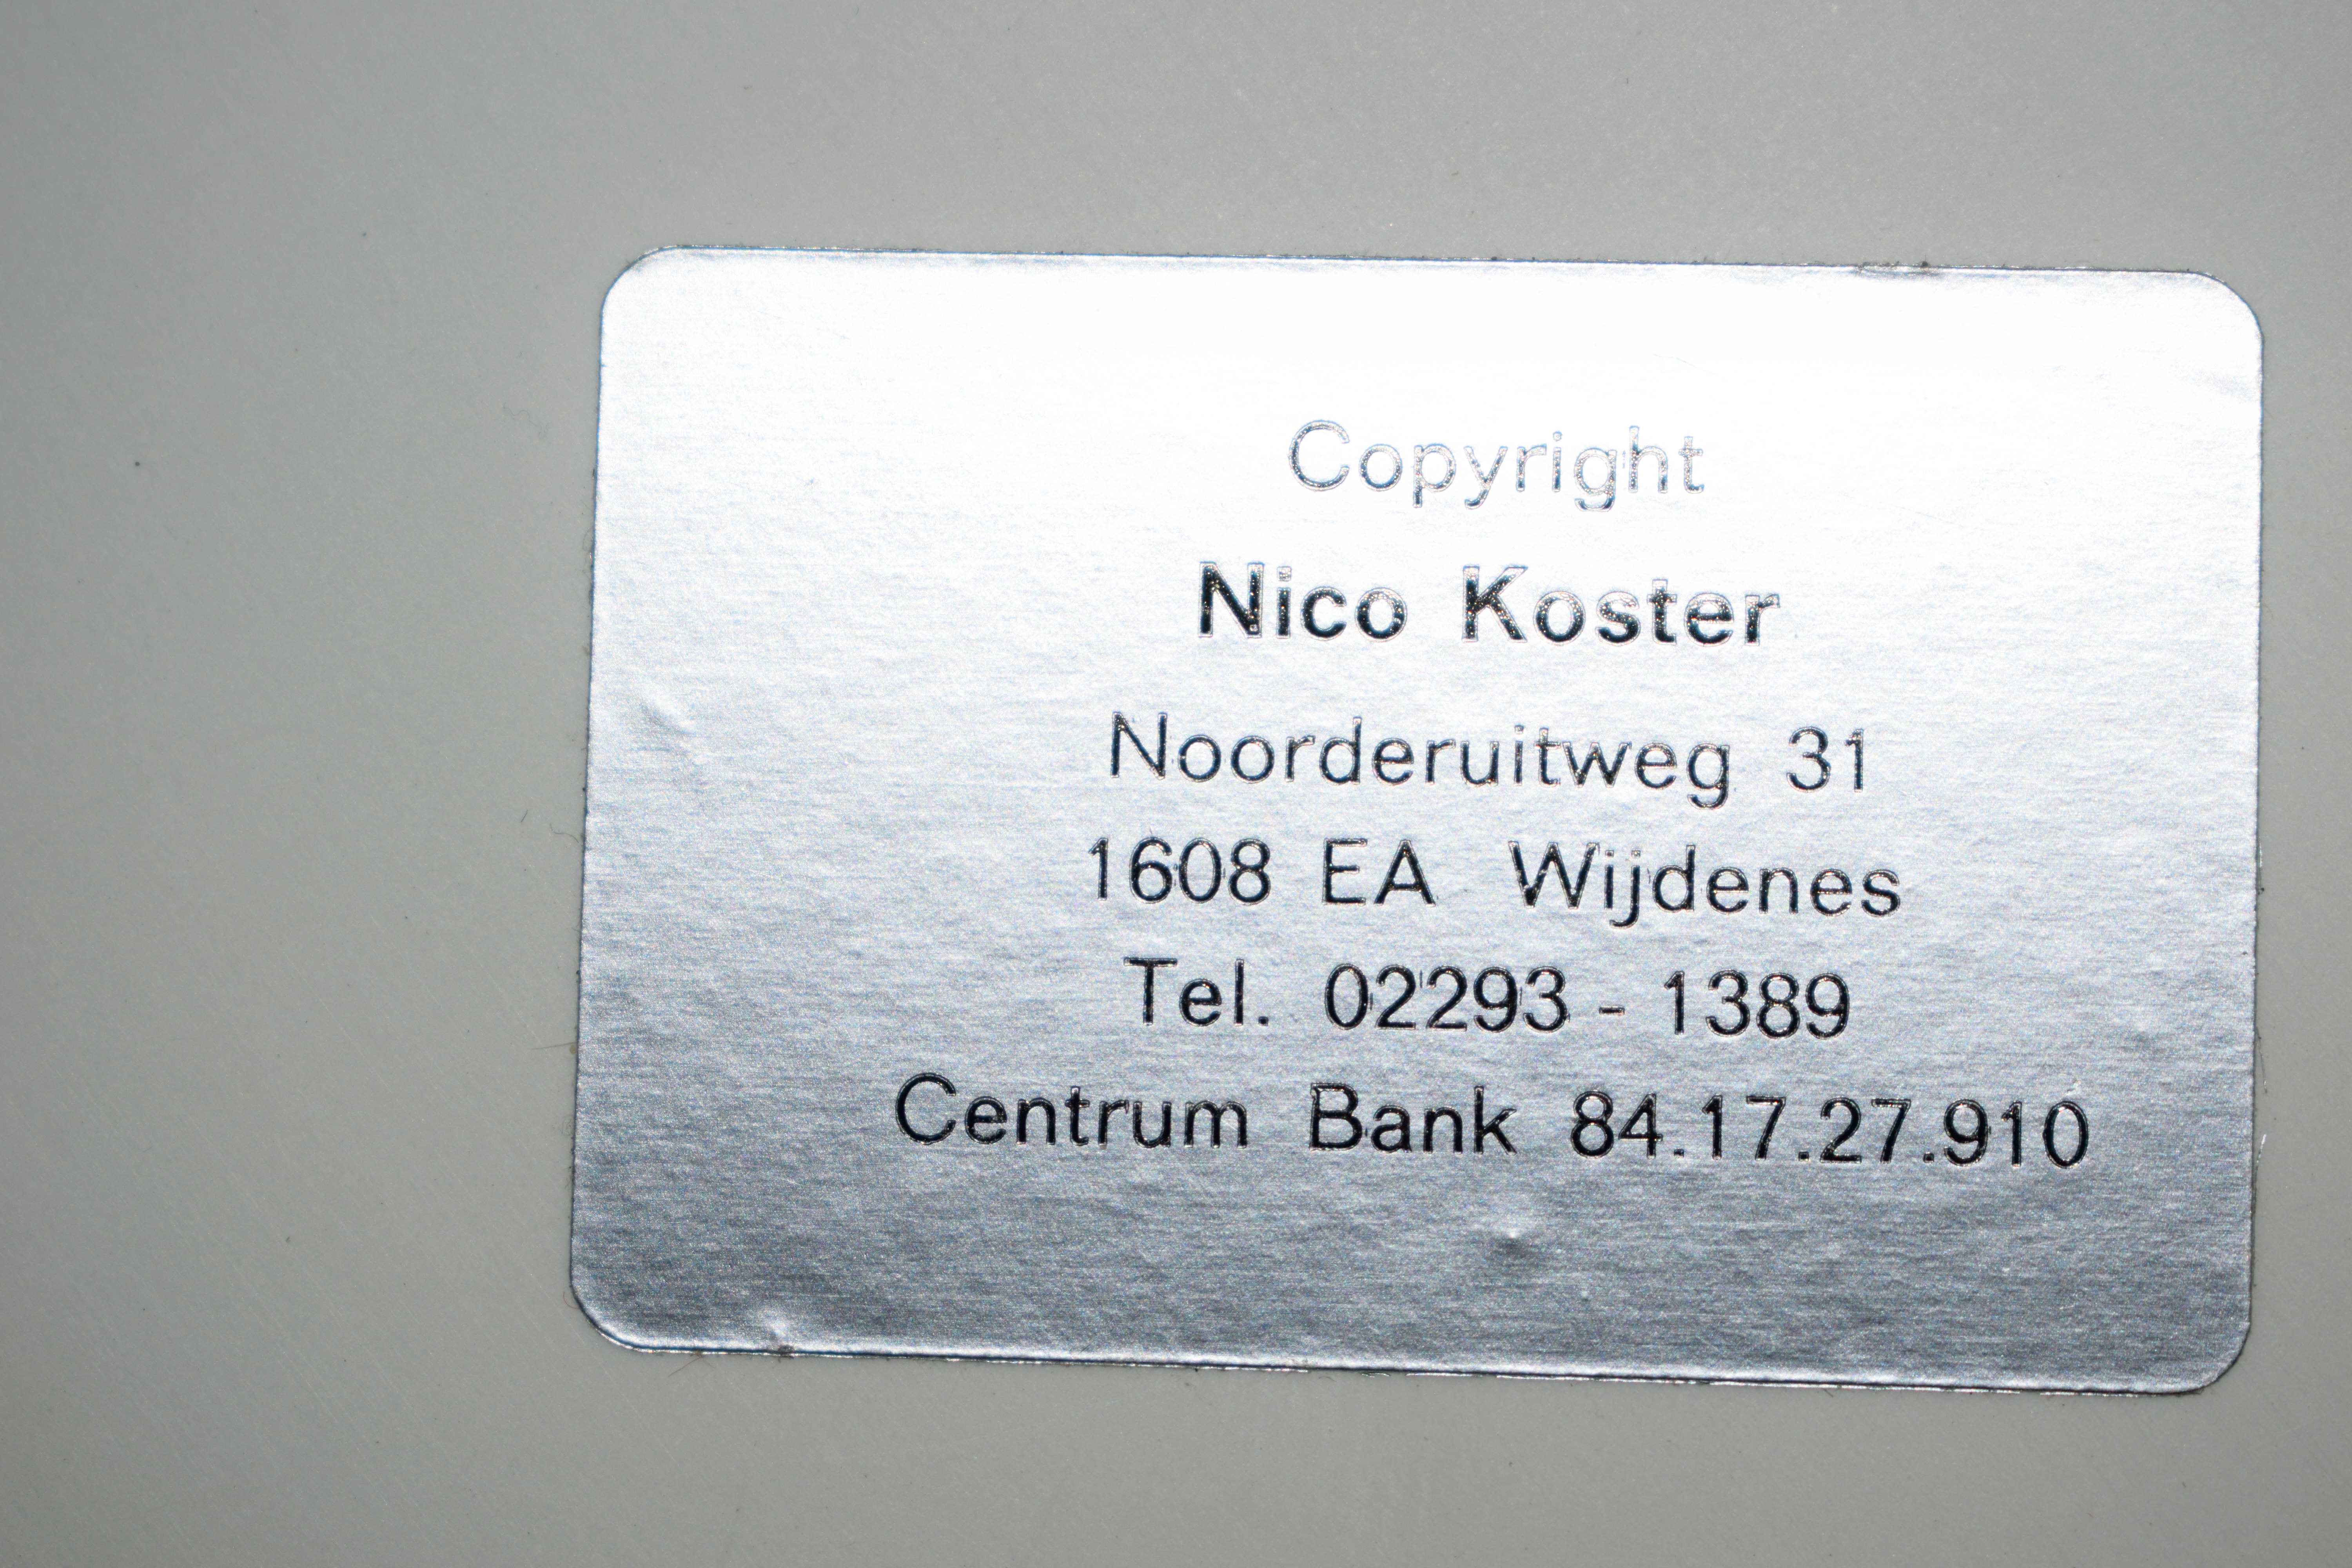 Copyright
Nico Koster
Noorderuitweg 31
1608 EA Wijdenes
Tel. 02293 - 1389
Centrum Bank 84.17.27.910